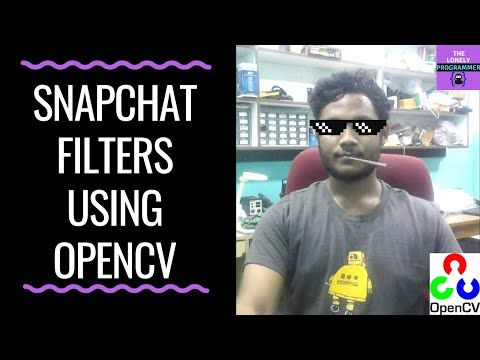 SNAPCHAT
FILTERS
USING
OPENCV
THE
LONELY
PROGRAMMER
OpenCV